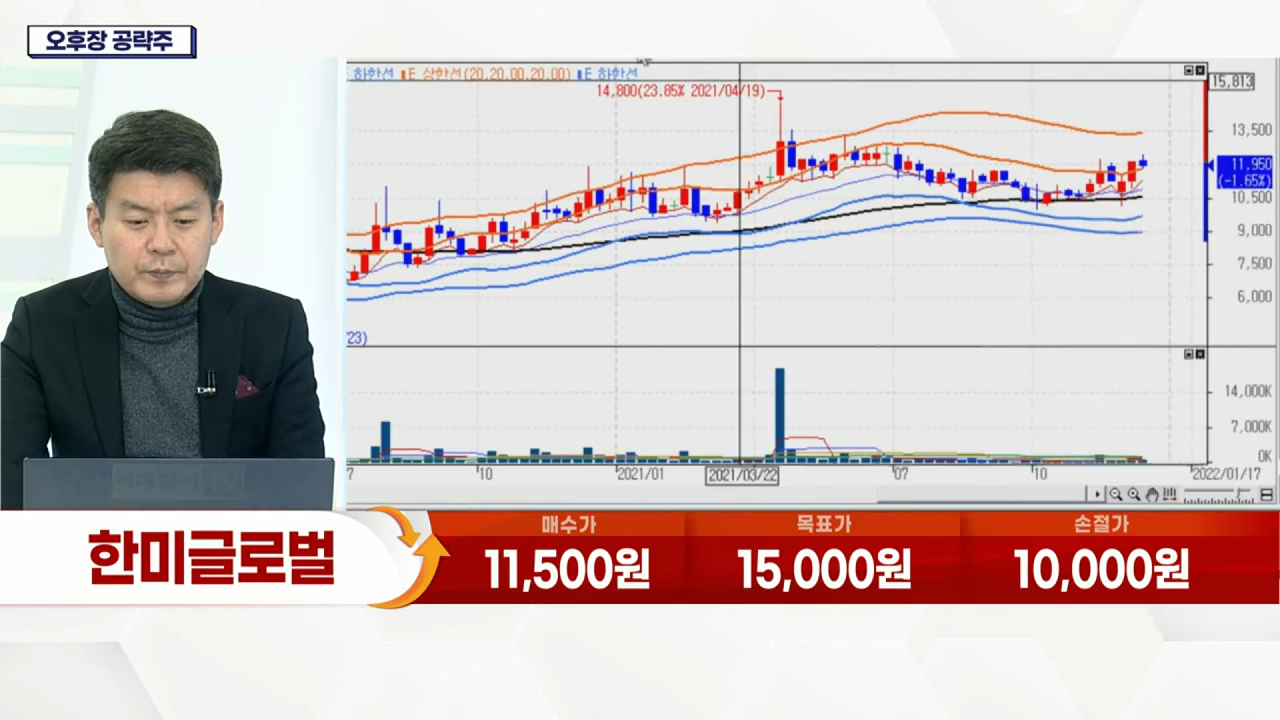 오후장 공략주
하한선 E 상한선(20,20.00,20.00) E 하한선
14,800(23.85% 2021/04/19)
15,813
13,500
11,950
(-1.65%)
10,500
9,000
7,500
6,000
23)
14,000K
7,000K
0K
7 10 2021/01 2021/03/22 07 10 2022/01/17
한미글로벌
매수가 목표가 손절가
11,500원 15,000원 10,000원